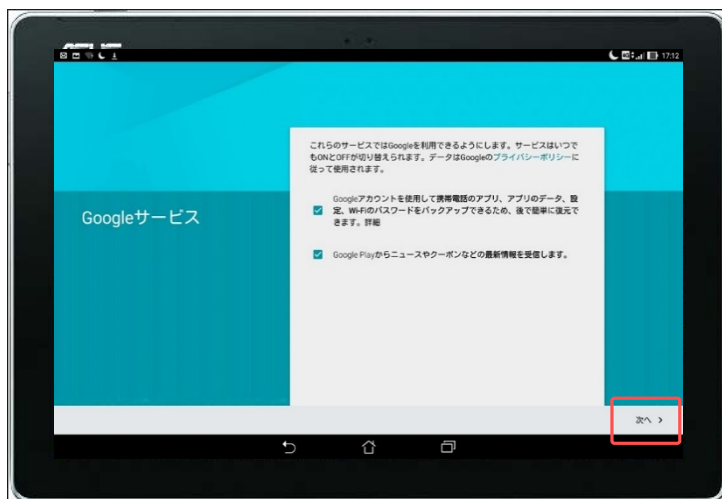 17:12
これらのサービスではGoogleを利用できるようにします。サービスはいつで
もONとOFFが切り替えられます。データはGoogleのプライバシーポリシーに
従って使用されます。
Googleサービス
Googleアカウントを使用して携帯電話のアプリ、アプリのデータ、設
定、Wi-Fiのパスワードをバックアップできるため、後で簡単に復元で
きます。詳細
Google Playからニュースやクーポンなどの最新情報を受信します。
次へ